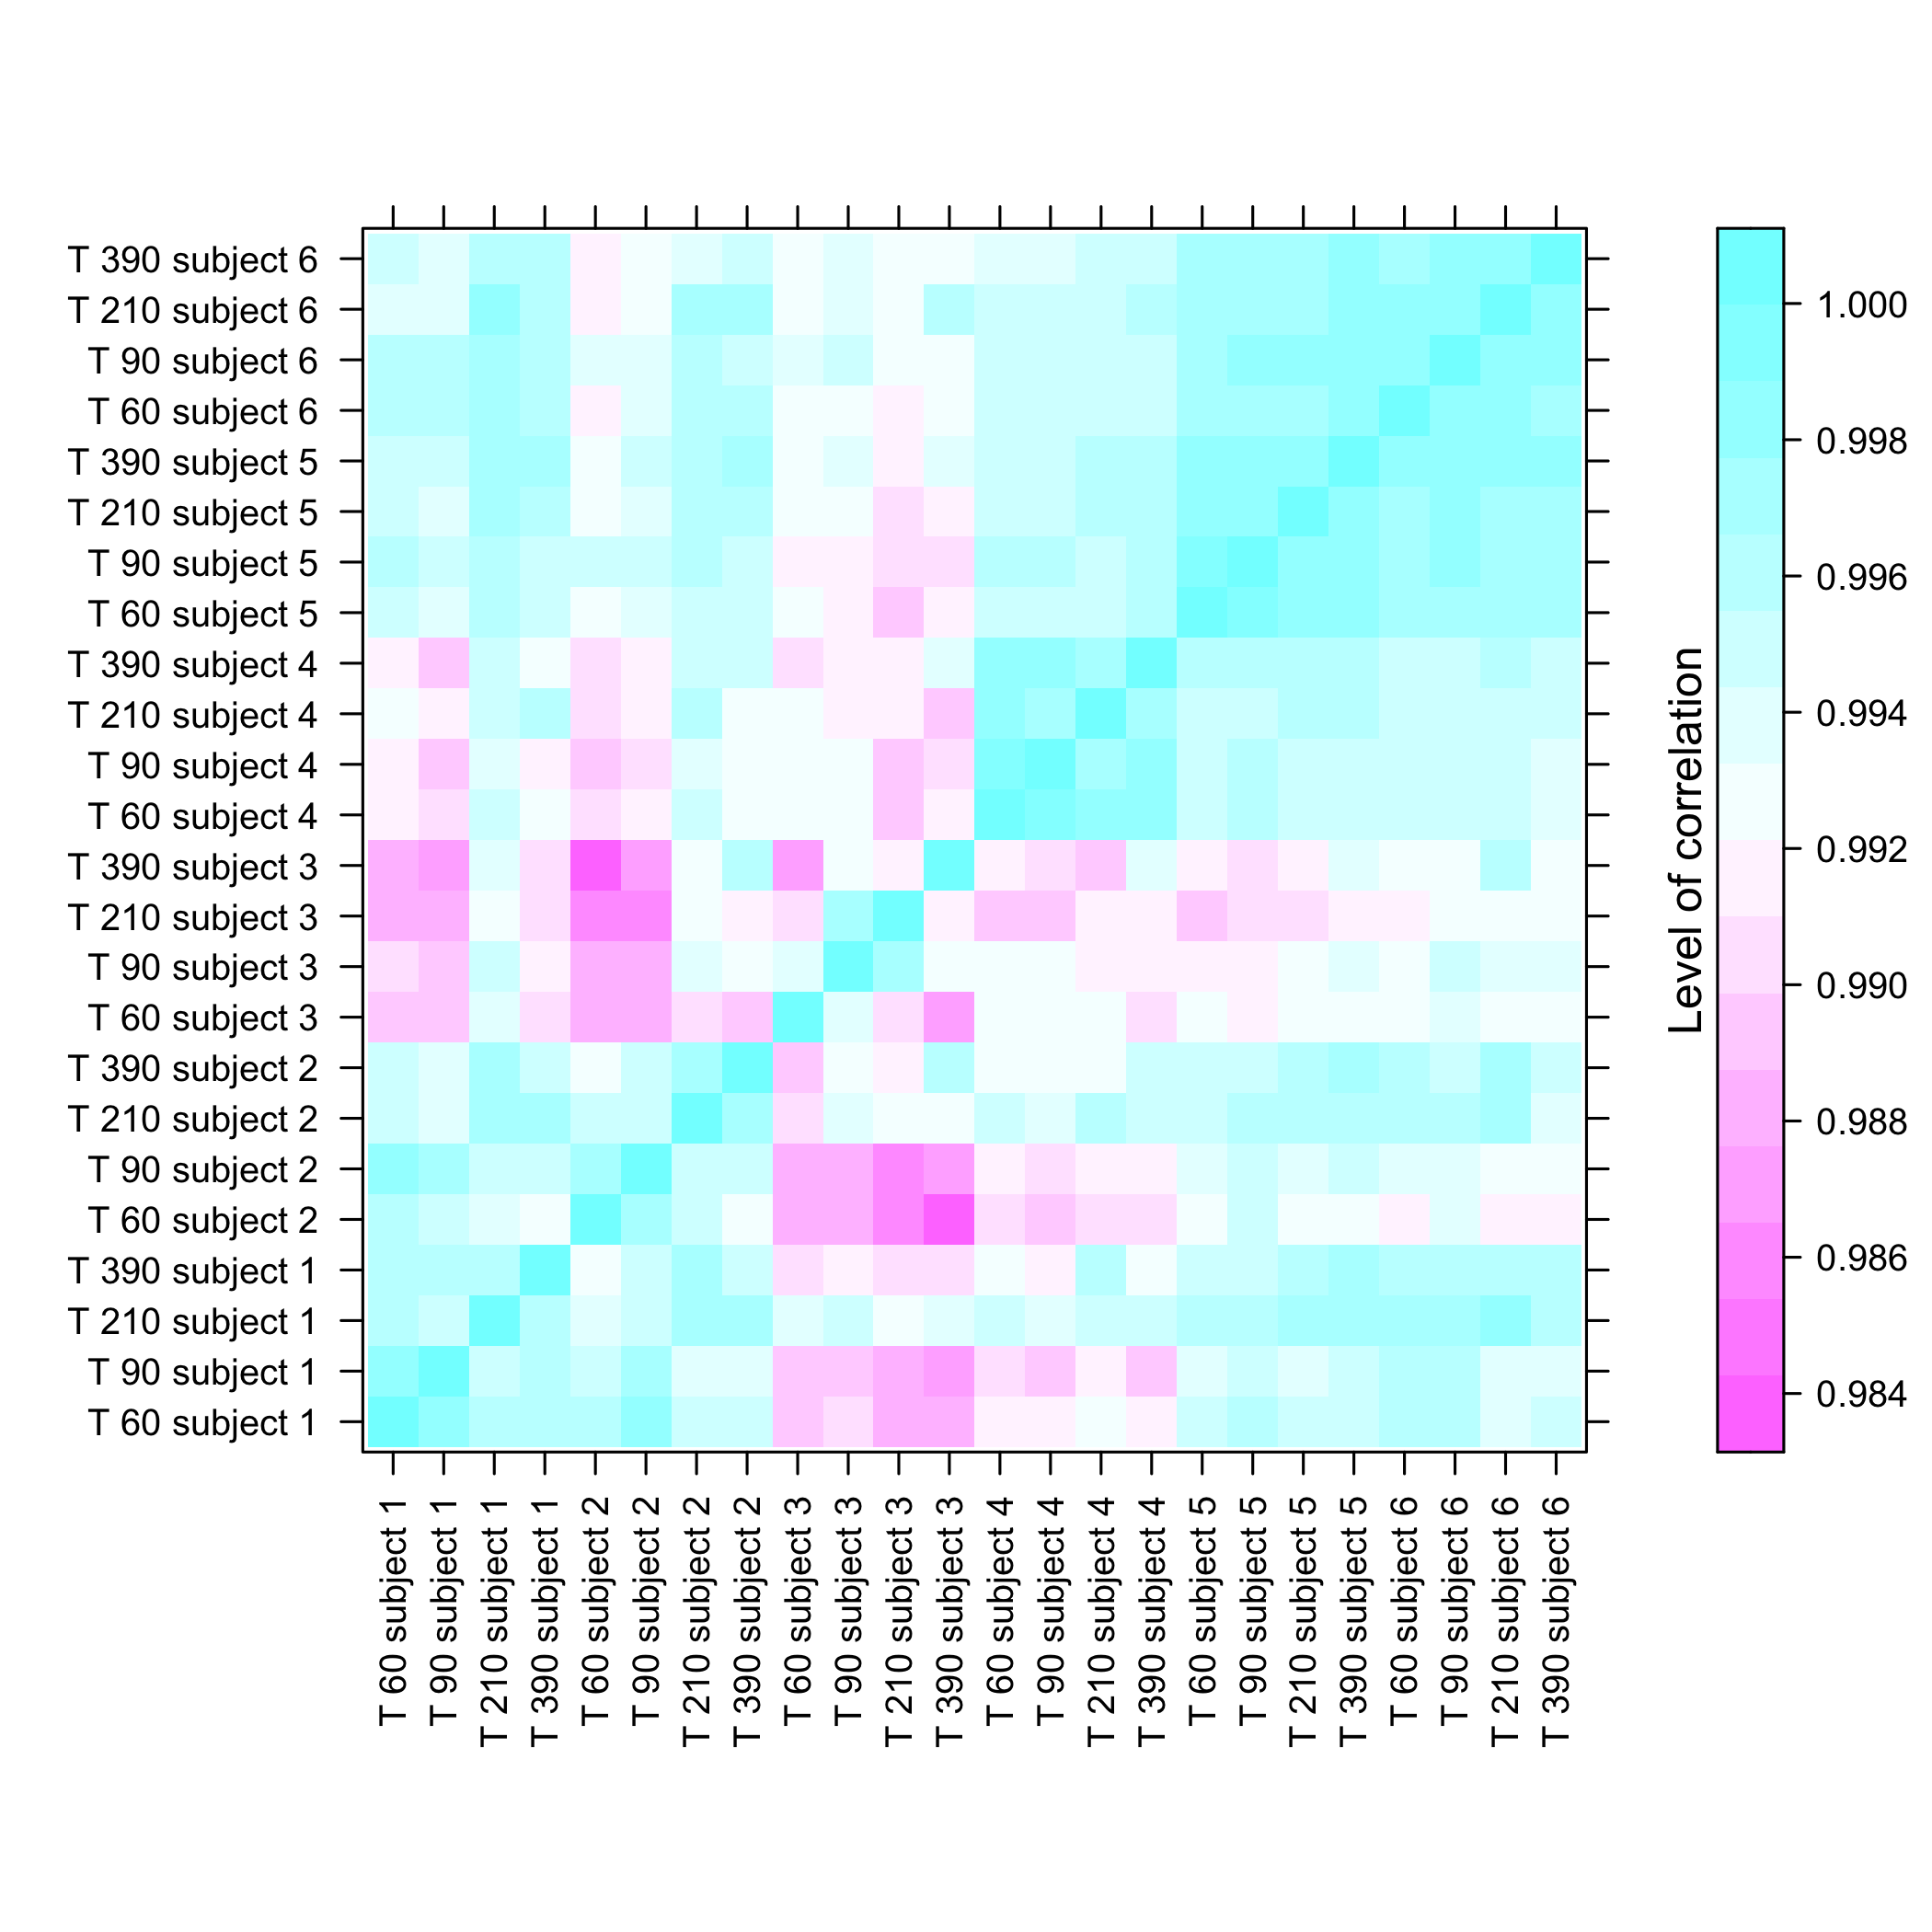 T 390 subject 6
T 210 subject 6
T 90 subject 6
T 60 subject 6
T 390 subject 5
T 210 subject 5
T 90 subject 5
T 60 subject 5
T 390 subject 4
T 210 subject 4
T 90 subject 4
T 60 subject 4
T 390 subject 3
T 210 subject 3
T 90 subject 3
T 60 subject 3
T 390 subject 2
T 210 subject 2
T 90 subject 2
T 60 subject 2
T 390 subject 1
T 210 subject 1
T 90 subject 1
T 60 subject 1
T 60 subject 1
T 90 subject 1
T 210 subject 1
T 390 subject 1
T 60 subject 2
T 90 subject 2
T 210 subject 2
T 390 subject 2
T 60 subject 3
T 90 subject 3
T 210 subject 3
T 390 subject 3
T 60 subject 4
T 90 subject 4
T 210 subject 4
T 390 subject 4
T 60 subject 5
T 90 subject 5
T 210 subject 5
T 390 subject 5
T 60 subject 6
T 90 subject 6
T 210 subject 6
T 390 subject 6
Level of correlation
1.000
0.998
0.996
0.994
0.992
0.990
0.988
0.986
0.984